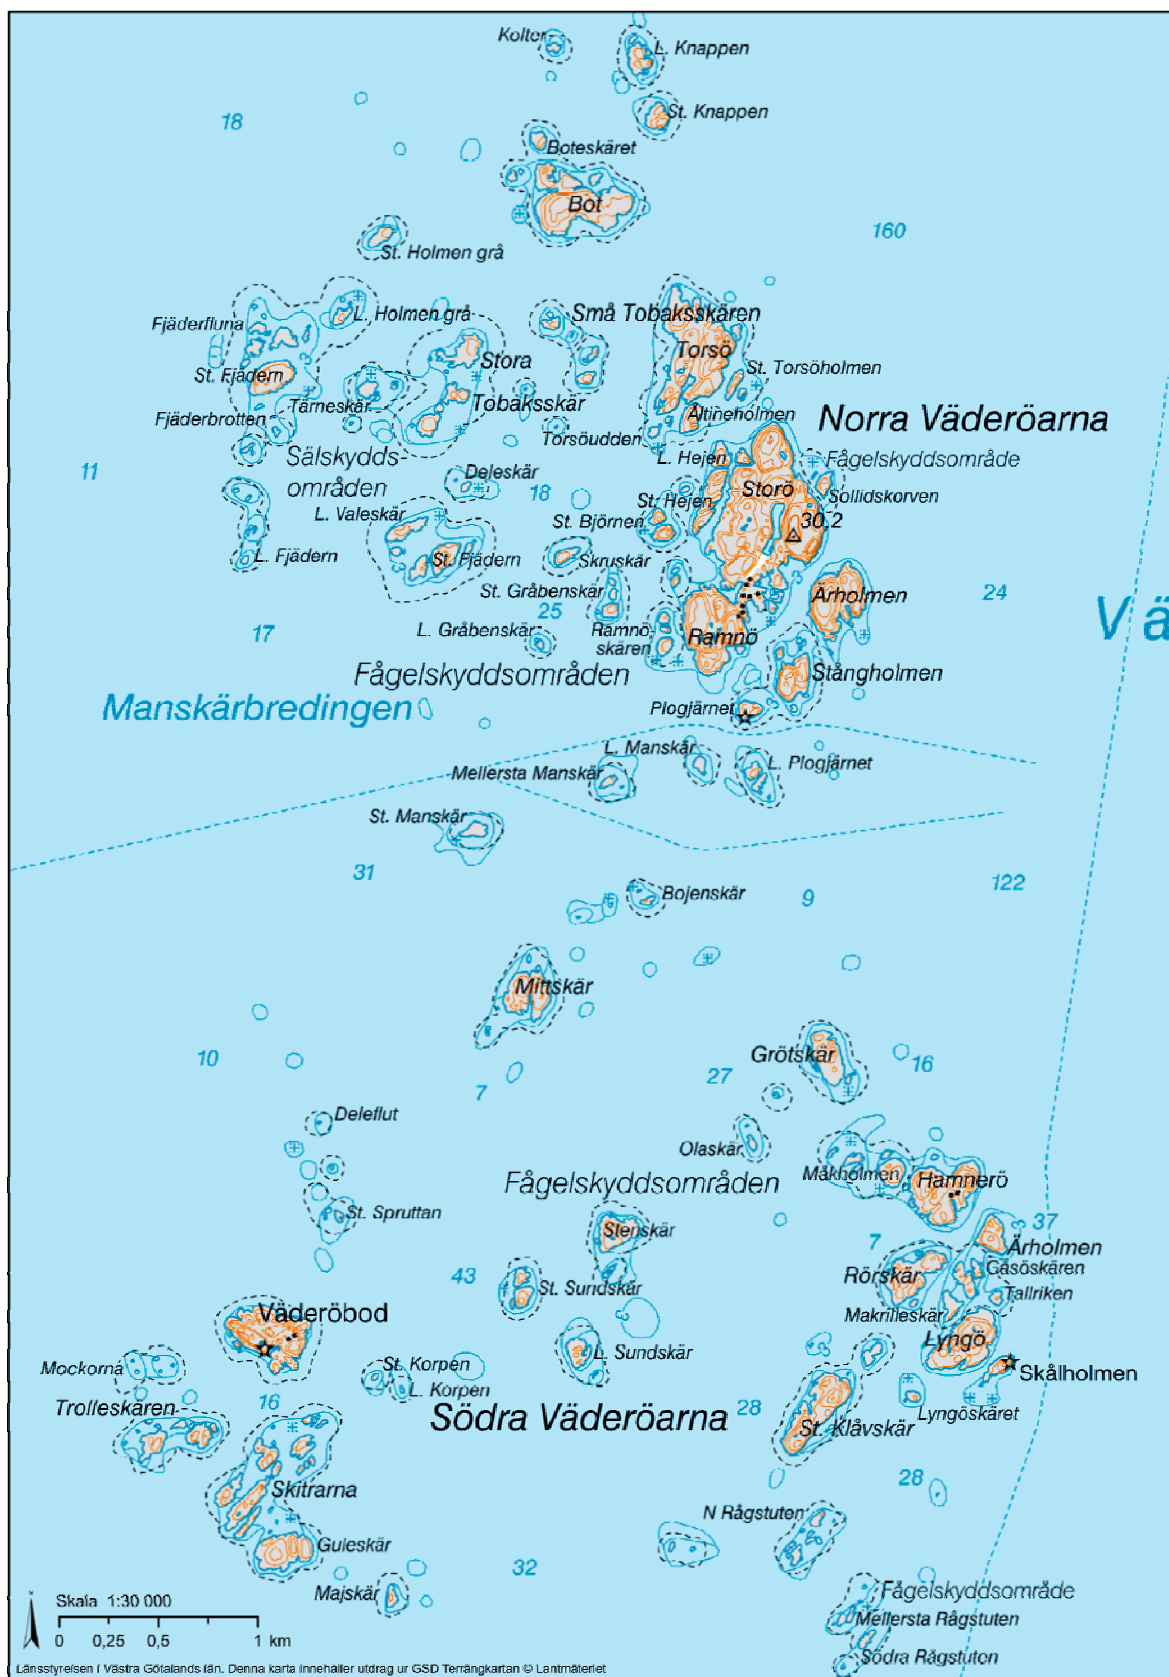 Kolter
L. Knappen
St. Knappen
18
Boteskäret
Bot
160
St. Holmen grå
L. Holmen grå
Små Tobaksskären
Fjäderfluna
Stora
Tobaksskär
Torsö
St. Torsöholmen
St. Fjädern
Tärneskär
Fjäderbrotten
Altineholmen
Torsöudden
Norra Väderöarna
Sälskydds-
områden
L. Hejen
Fågelskyddsområde
11
Deleskär
18
Storö
Sollidskorven
St. Hejen
L. Valeskär
St. Björnen
30.2
L. Fjädern
St. Fjädern
Skruskär
St. Gråbenskär
25
Ärholmen
24
17
L. Gråbenskär
Ramnö-
skären
Ramnö
V ä
Fågelskyddsområden
Stångholmen
Manskärbredingen
Plogjärnet
L. Manskär
Mellersta Manskär
L. Plogjärnet
St. Manskär
31
122
Bojenskär
9
Mittskär
10
Grötskär
16
7
27
Deleflut
Olaskär
Måkholmen
Hamnerö
Fågelskyddsområden
St. Spruttan
Stenskär
37
7
Ärholmen
Gåsöskären
43
St. Sundskär
Rörskär
Tallriken
Väderöbod
Makrilleskär
Lyngö
Mockorna
St. Korpen
L. Sundskär
Skålholmen
L. Korpen
16
Trolleskären
Södra Väderöarna
28
Lyngöskäret
St. Klåvskär
28
Skitrarna
N Rågstuten
Guleskär
32
Majskär
Fågelskyddsområde
Skala 1:30 000
Mellersta Rågstuten
0 0,25 0,5 1 km
Södra Rågstuten
Länsstyrelsen i Västra Götalands län. Denna karta innehåller utdrag ur GSD Terrängkartan © Lantmäteriet